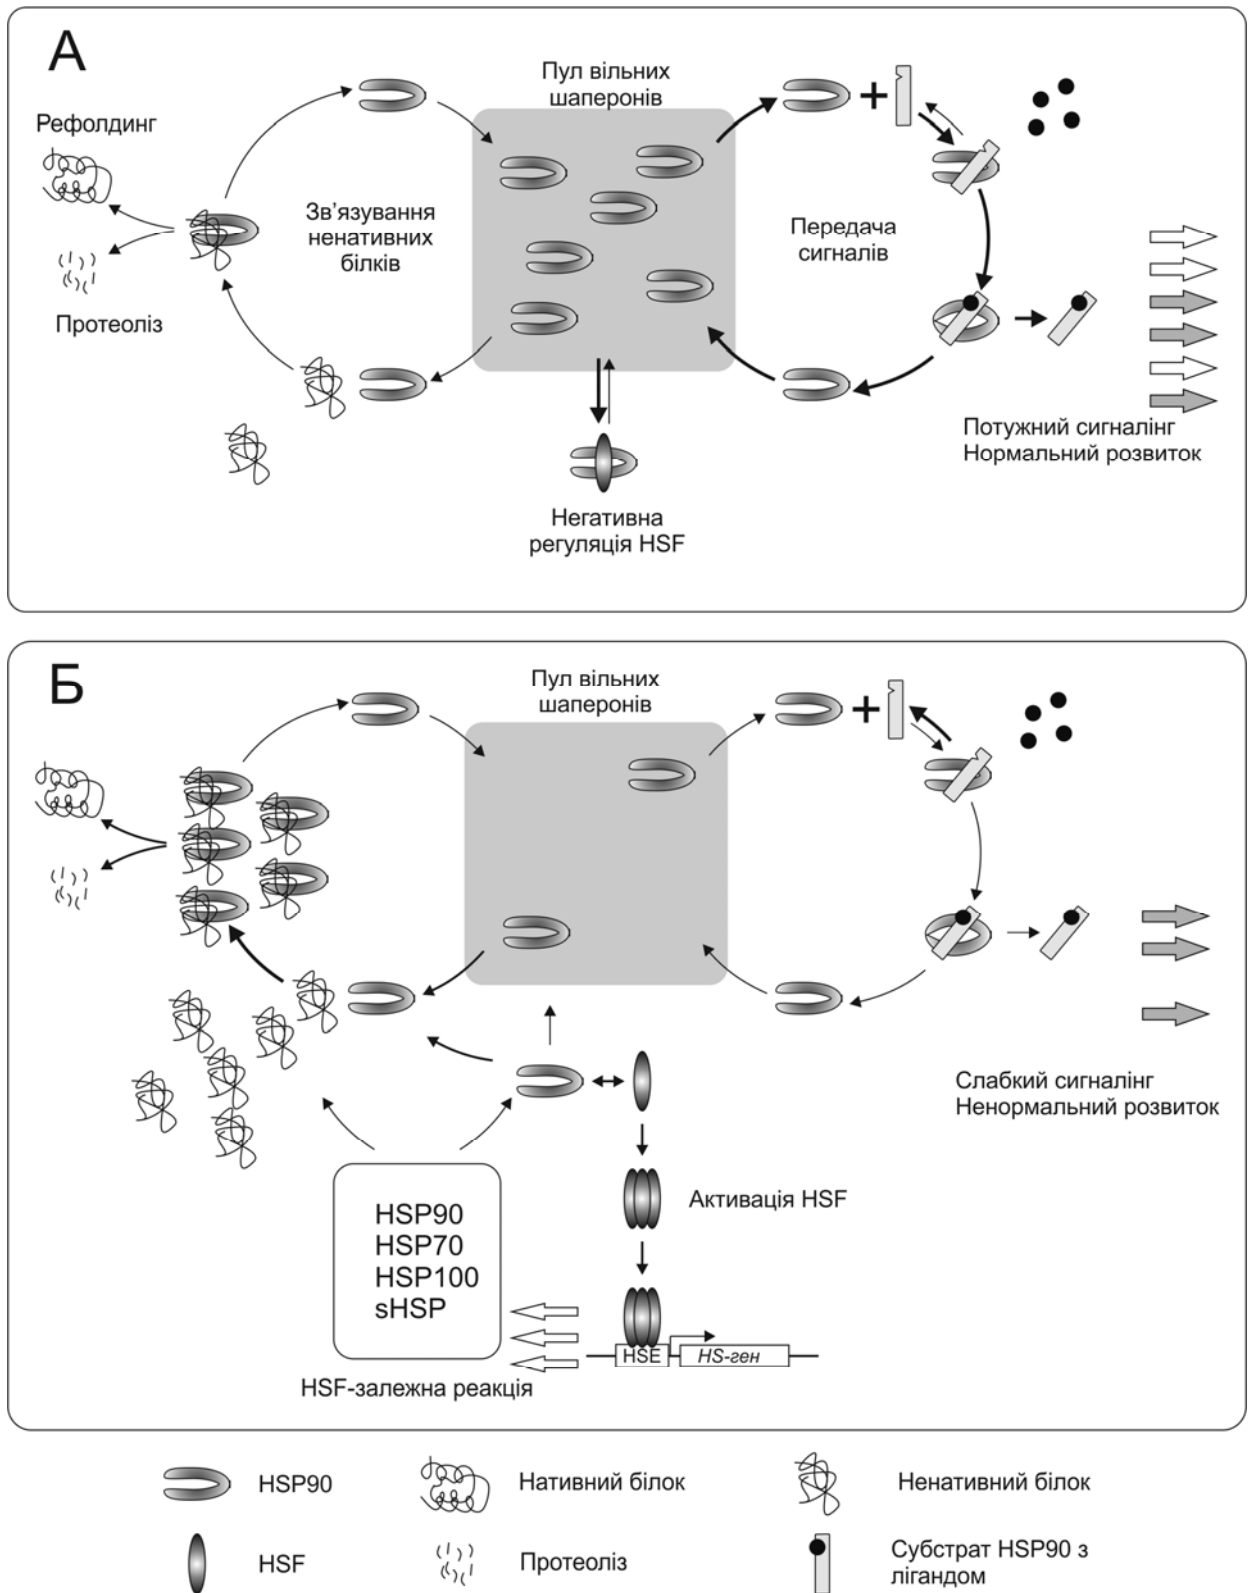 А
Пул вільних
шаперонів
Рефолдинг
Зв’язування
ненативних
білків
Передача
сигналів
Протеоліз
Потужний сигналінг
Нормальний розвиток
Негативна
регуляція HSF
Б
Пул вільних
шаперонів
Слабкий сигналінг
Ненормальний розвиток
Активація HSF
HSP90
HSP70
HSP100
sHSP
HSE
HS-ген
HSF-залежна реакція
HSP90
Нативний білок
Ненативний білок
HSF
Протеоліз
Субстрат HSP90 з
лігандом